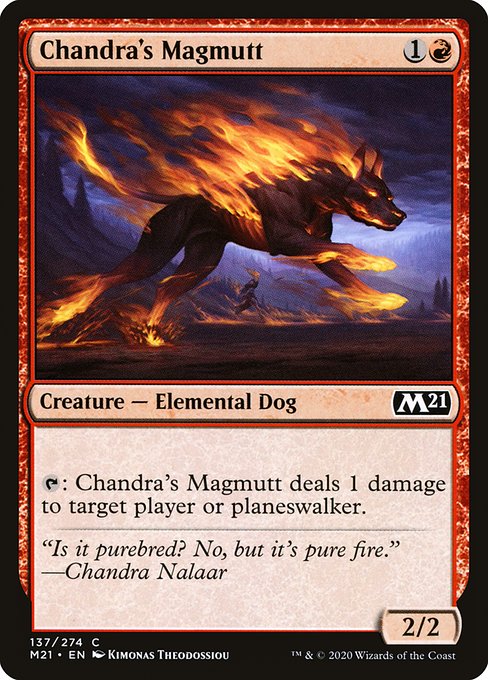 Chandra's Magmutt 1
Creature — Elemental Dog M21
: Chandra's Magmutt deals 1 damage
to target player or planeswalker.
“Is it purebred? No, but it's pure fire.”
—Chandra Nalaar
2/2
137/274 C
M21 • EN Kimonas Theodossiou ™ & © 2020 Wizards of the Coast